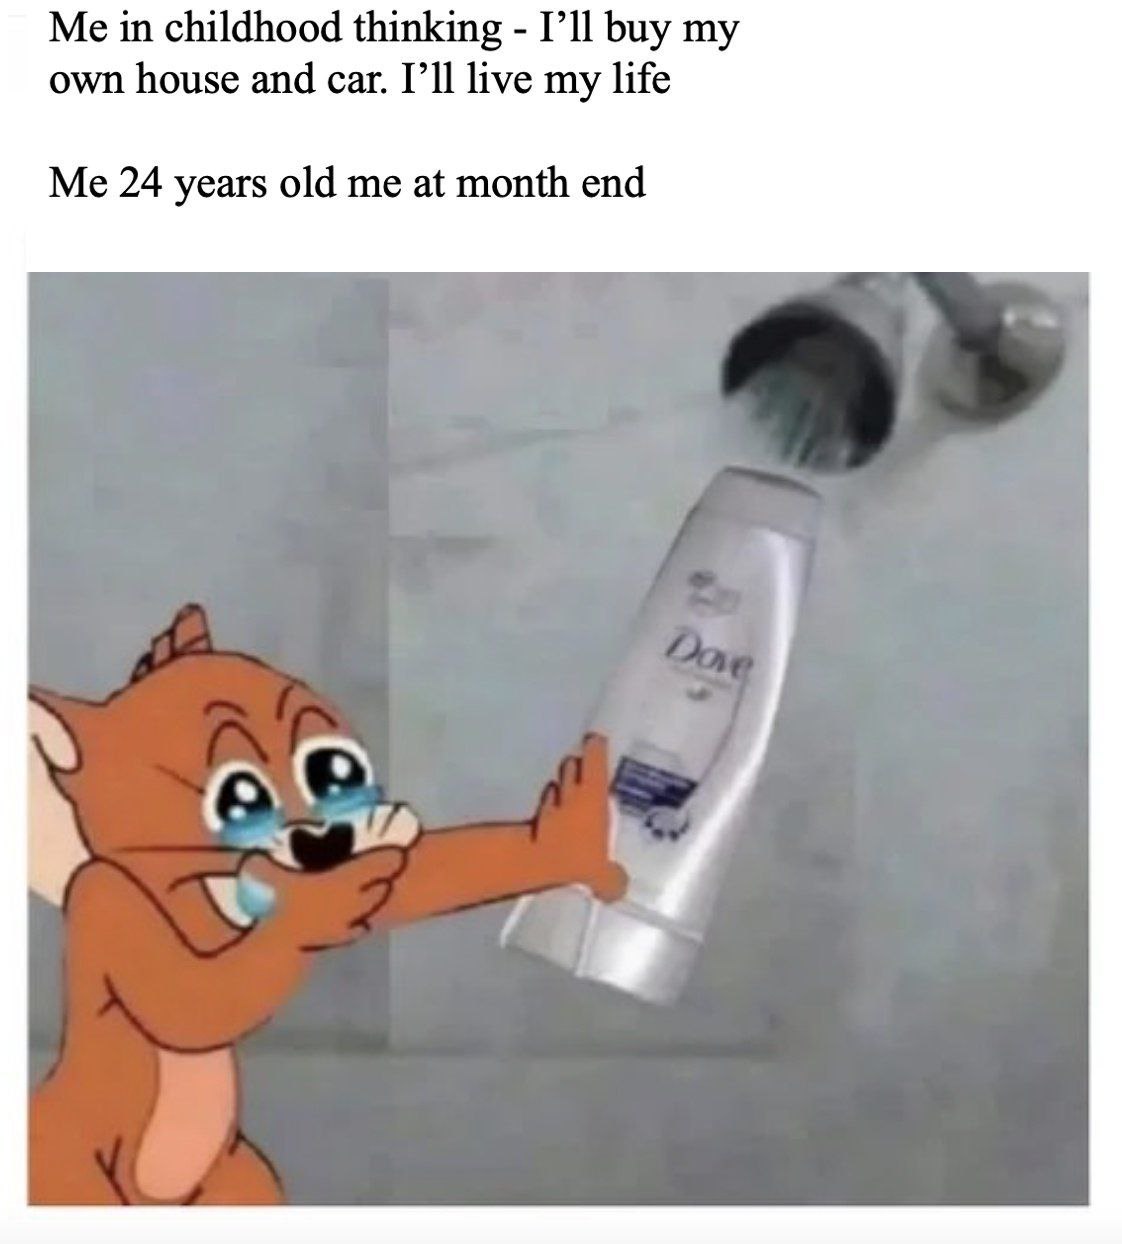 Me in childhood thinking - I’ll buy my
own house and car. I’ll live my life
Me 24 years old me at month end
Dove